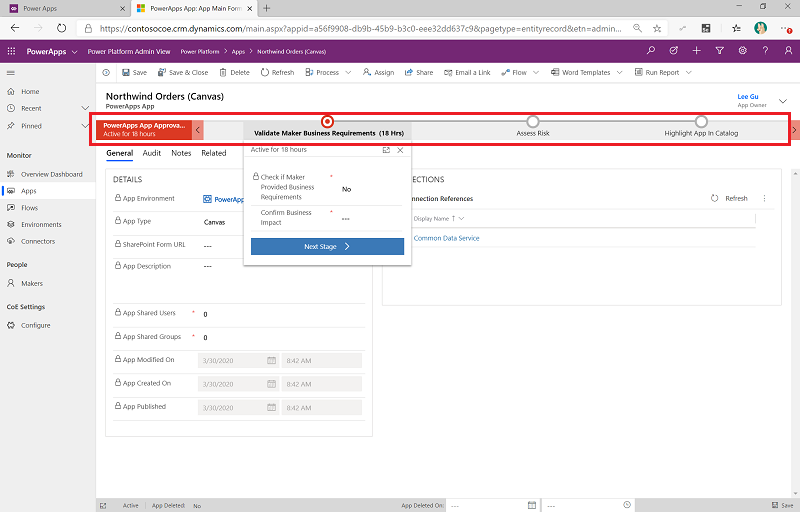 Power Apps
PowerApps App: App Main Form
https://contosocoe.crm.dynamics.com/main.aspx?appid=a56f9908-db9b-45b9-b3c0-eee32dd637c9&pagetype=entityrecord&etn=admin...
PowerApps
Power Platform Admin View
Power Platform
Apps
Northwind Orders (Canvas)
Save
Save & Close
Delete
Refresh
Process
Assign
Share
Email a Link
Flow
Word Templates
Run Report
Home
Recent
Pinned
Monitor
Overview Dashboard
Apps
Flows
Environments
Connectors
People
Makers
CoE Settings
Configure
Northwind Orders (Canvas)
PowerApps App
Lee Gu
App Owner
PowerApps App Approva...
Active for 18 hours
Validate Maker Business Requirements (18 Hrs)
Assess Risk
Highlight App In Catalog
General
Audit
Notes
Related
Active for 18 hours
Check if Maker
Provided Business
Requirements
*
No
Confirm Business
Impact
*
---
Next Stage
DETAILS
App Environment
PowerApp
App Type
Canvas
SharePoint Form URL
---
App Description
---
App Shared Users
*
0
App Shared Groups
*
0
App Modified On
3/30/2020
8:42 AM
App Created On
3/30/2020
8:42 AM
App Published
3/30/2020
8:42 AM
ECTIONS
nnection References
Refresh
Display Name
Common Data Service
Active
App Deleted:
No
App Deleted On:
---
---
Save